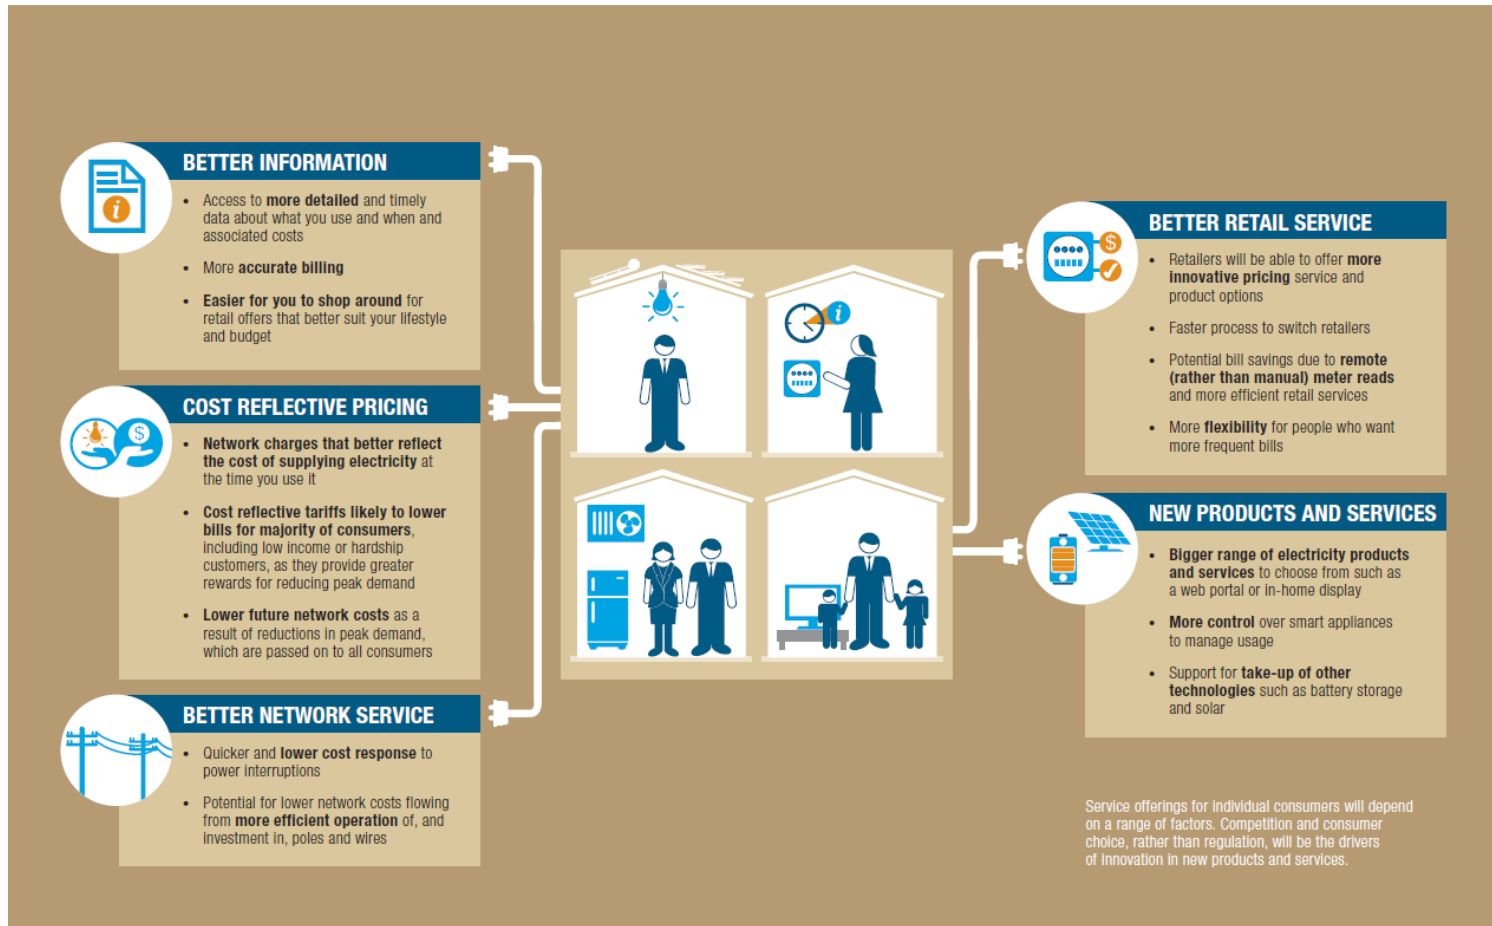 BETTER INFORMATION
• Access to more detailed and timely
data about what you use and when and
associated costs
• More accurate billing
• Easier for you to shop around for
retail offers that better suit your lifestyle
and budget
COST REFLECTIVE PRICING
• Network charges that better reflect
the cost of supplying electricity at
the time you use it
• Cost reflective tariffs likely to lower
bills for majority of consumers,
including low income or hardship
customers, as they provide greater
rewards for reducing peak demand
• Lower future network costs as a
result of reductions in peak demand,
which are passed on to all consumers
BETTER NETWORK SERVICE
• Quicker and lower cost response to
power interruptions
• Potential for lower network costs flowing
from more efficient operation of, and
investment in, poles and wires
BETTER RETAIL SERVICE
• Retailers will be able to offer more
innovative pricing service and
product options
• Faster process to switch retailers
• Potential bill savings due to remote
(rather than manual) meter reads
and more efficient retail services
• More flexibility for people who want
more frequent bills
NEW PRODUCTS AND SERVICES
• Bigger range of electricity products
and services to choose from such as
a web portal or in-home display
• More control over smart appliances
to manage usage
• Support for take-up of other
technologies such as battery storage
and solar
Service offerings for individual consumers will depend
on a range of factors. Competition and consumer
choice, rather than regulation, will be the drivers
of innovation in new products and services.
i
$
i
$